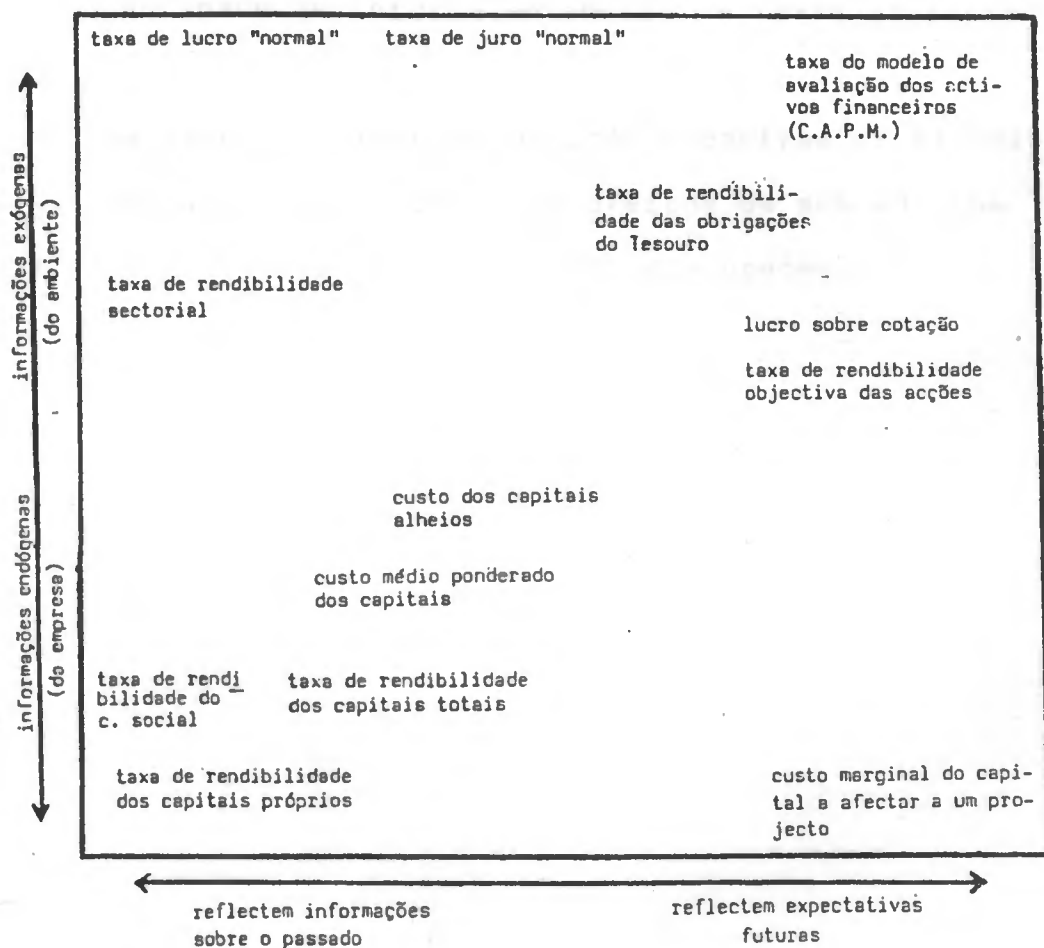 taxa de lucro "normal"
taxa de juro "normal"
taxa do modelo de
avaliação dos acti-
vos financeiros
(C.A.P.M.)
taxa de rendibili-
dade das obrigações
do Tesouro
informações exógenas
(do ambiente)
taxa de rendibilidade
sectorial
lucro sobre cotação
taxa de rendibilidade
objectiva das acções
custo dos capitais
alheios
custo médio ponderado
dos capitais
informações endógenas
(da empresa)
taxa de rendi
bilidade do
c. social
taxa de rendibilidade
dos capitais totais
taxa de rendibilidade
dos capitais próprios
custo marginal do capi-
tal a afectar a um pro-
jecto
reflectem informações
sobre o passado
reflectem expectativas
futuras